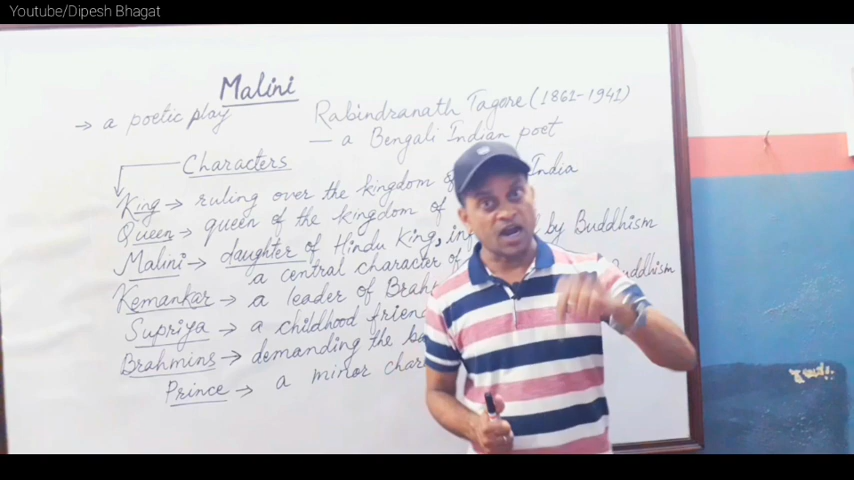 Youtube/Dipesh Bhagat
Malini
→ a poetic play
Rabindranath Tagore (1861-1941)
— a Bengali Indian poet
Characters
King → ruling over the kingdom India
Queen → queen of the kingdom of
Malini → daughter of Hindu King, by Buddhism
a central character of Buddhism
Kemankar → a leader of
Supriya → a childhood
Brahmins → demanding the
Prince → a minor